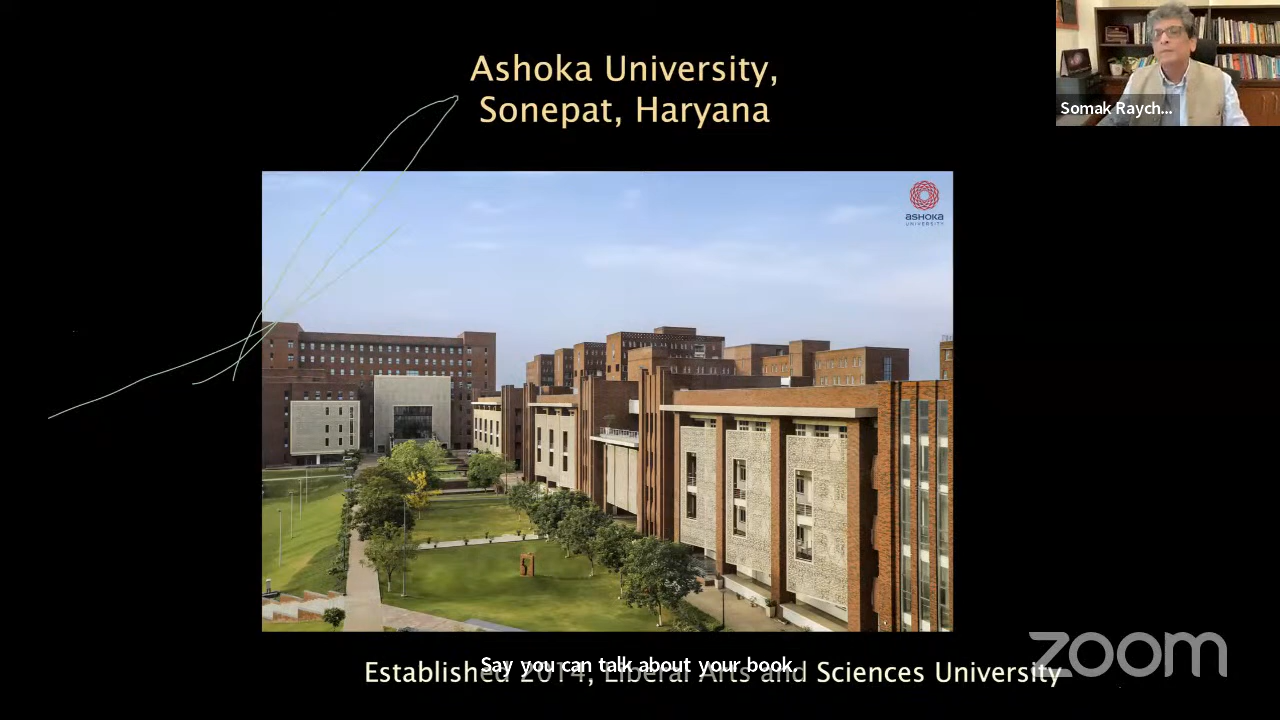 Ashoka University,
Sonepat, Haryana
Somak Raych...
ASHOKA
UNIVERSITY
Say you can talk about your book.
Established 2014, Liberal Arts and Sciences University
zoom